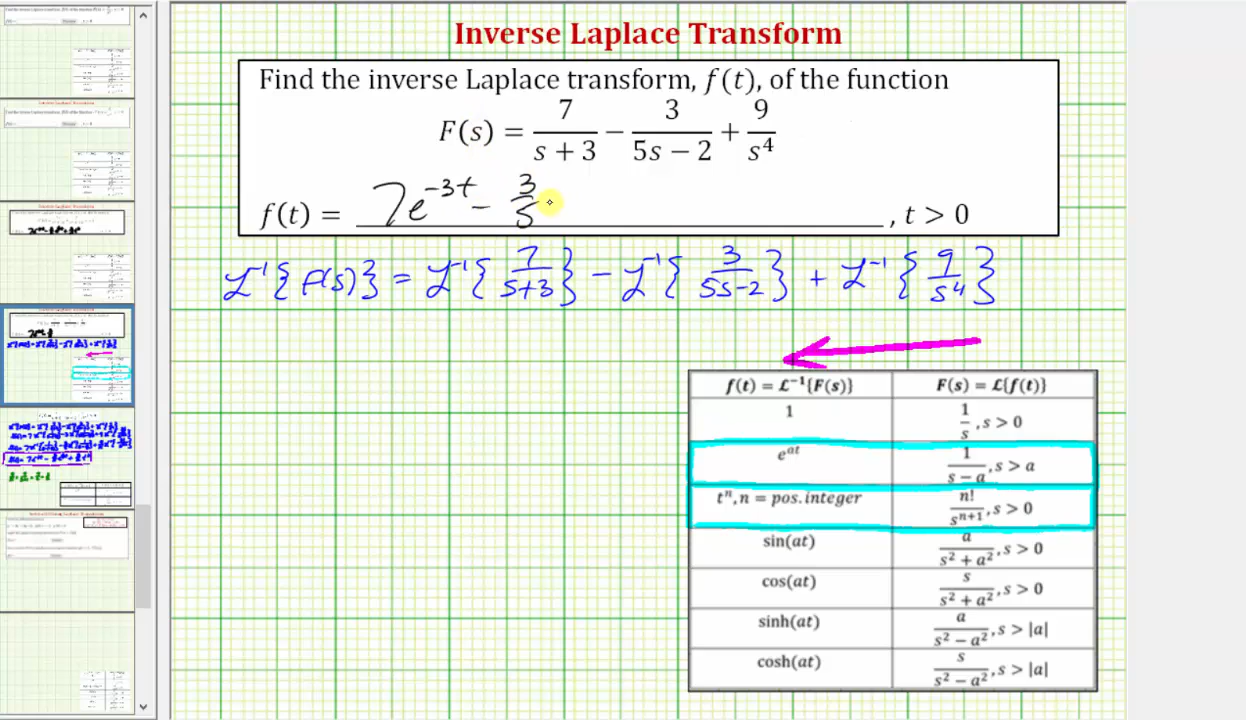 Inverse Laplace Transform
Find the inverse Laplace transform, f(t), of the function
F(s) = 7/(s + 3) − 3/(5s − 2) + 9/s⁴
f(t) = 7e^(−3t) − 3/5 , t > 0
ℒ⁻¹{F(s)} = ℒ⁻¹{7/(s+3)} − ℒ⁻¹{3/(5s−2)} + ℒ⁻¹{9/s⁴}
f(t) = ℒ⁻¹{F(s)} F(s) = ℒ{f(t)}
1 1/s, s > 0
e^(at) 1/(s − a), s > a
tⁿ, n = pos. integer n!/s^(n+1), s > 0
sin(at) a/(s² + a²), s > 0
cos(at) s/(s² + a²), s > 0
sinh(at) a/(s² − a²), s > |a|
cosh(at) s/(s² − a²), s > |a|